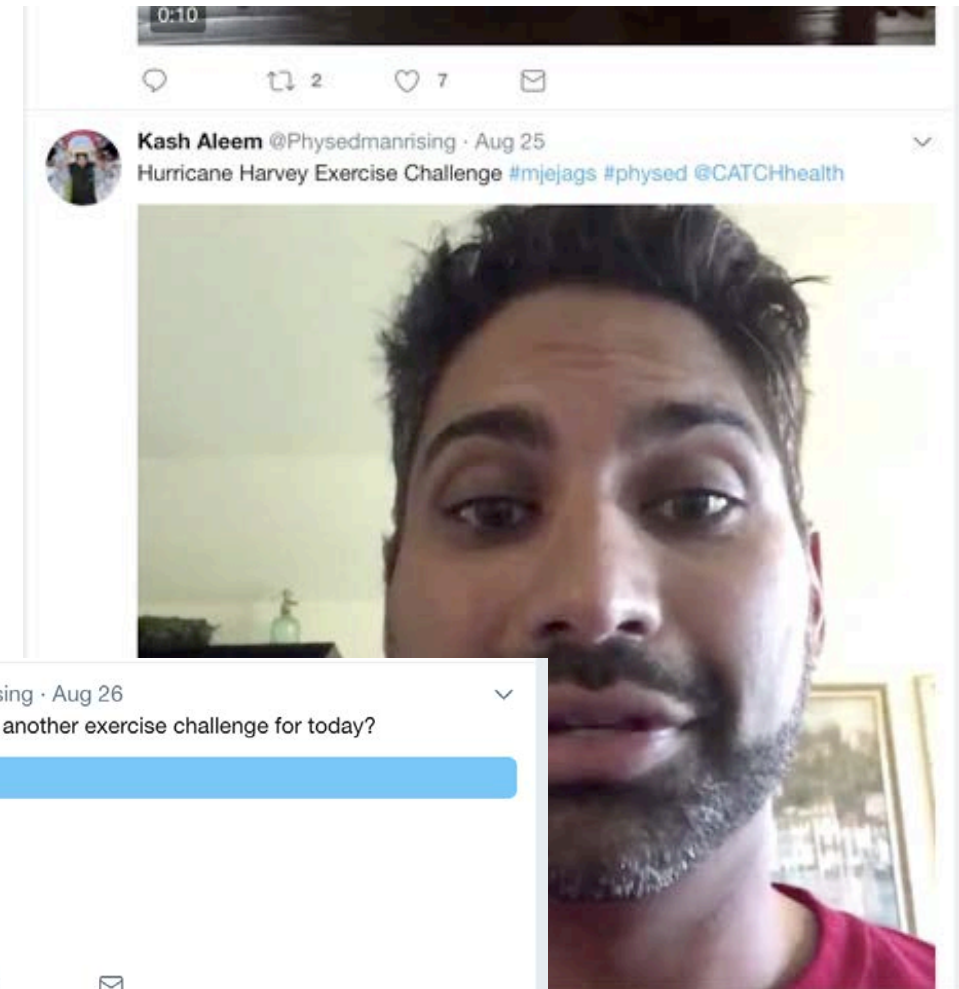 0:10
2 7
Kash Aleem @Physedmanrising · Aug 25
Hurricane Harvey Exercise Challenge #mjejags #physed @CATCHhealth
sing · Aug 26
another exercise challenge for today?